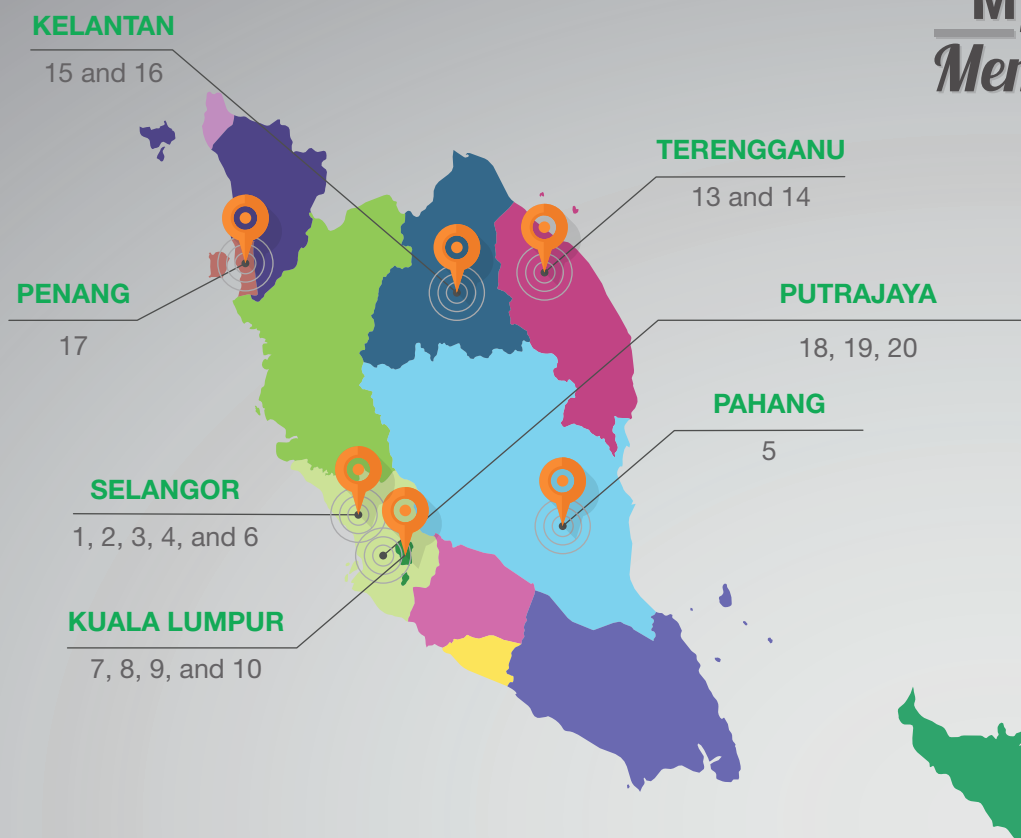 KELANTAN
15 and 16
TERENGGANU
13 and 14
PENANG
17
PUTRAJAYA
18, 19, 20
PAHANG
5
SELANGOR
1, 2, 3, 4, and 6
KUALA LUMPUR
7, 8, 9, and 10